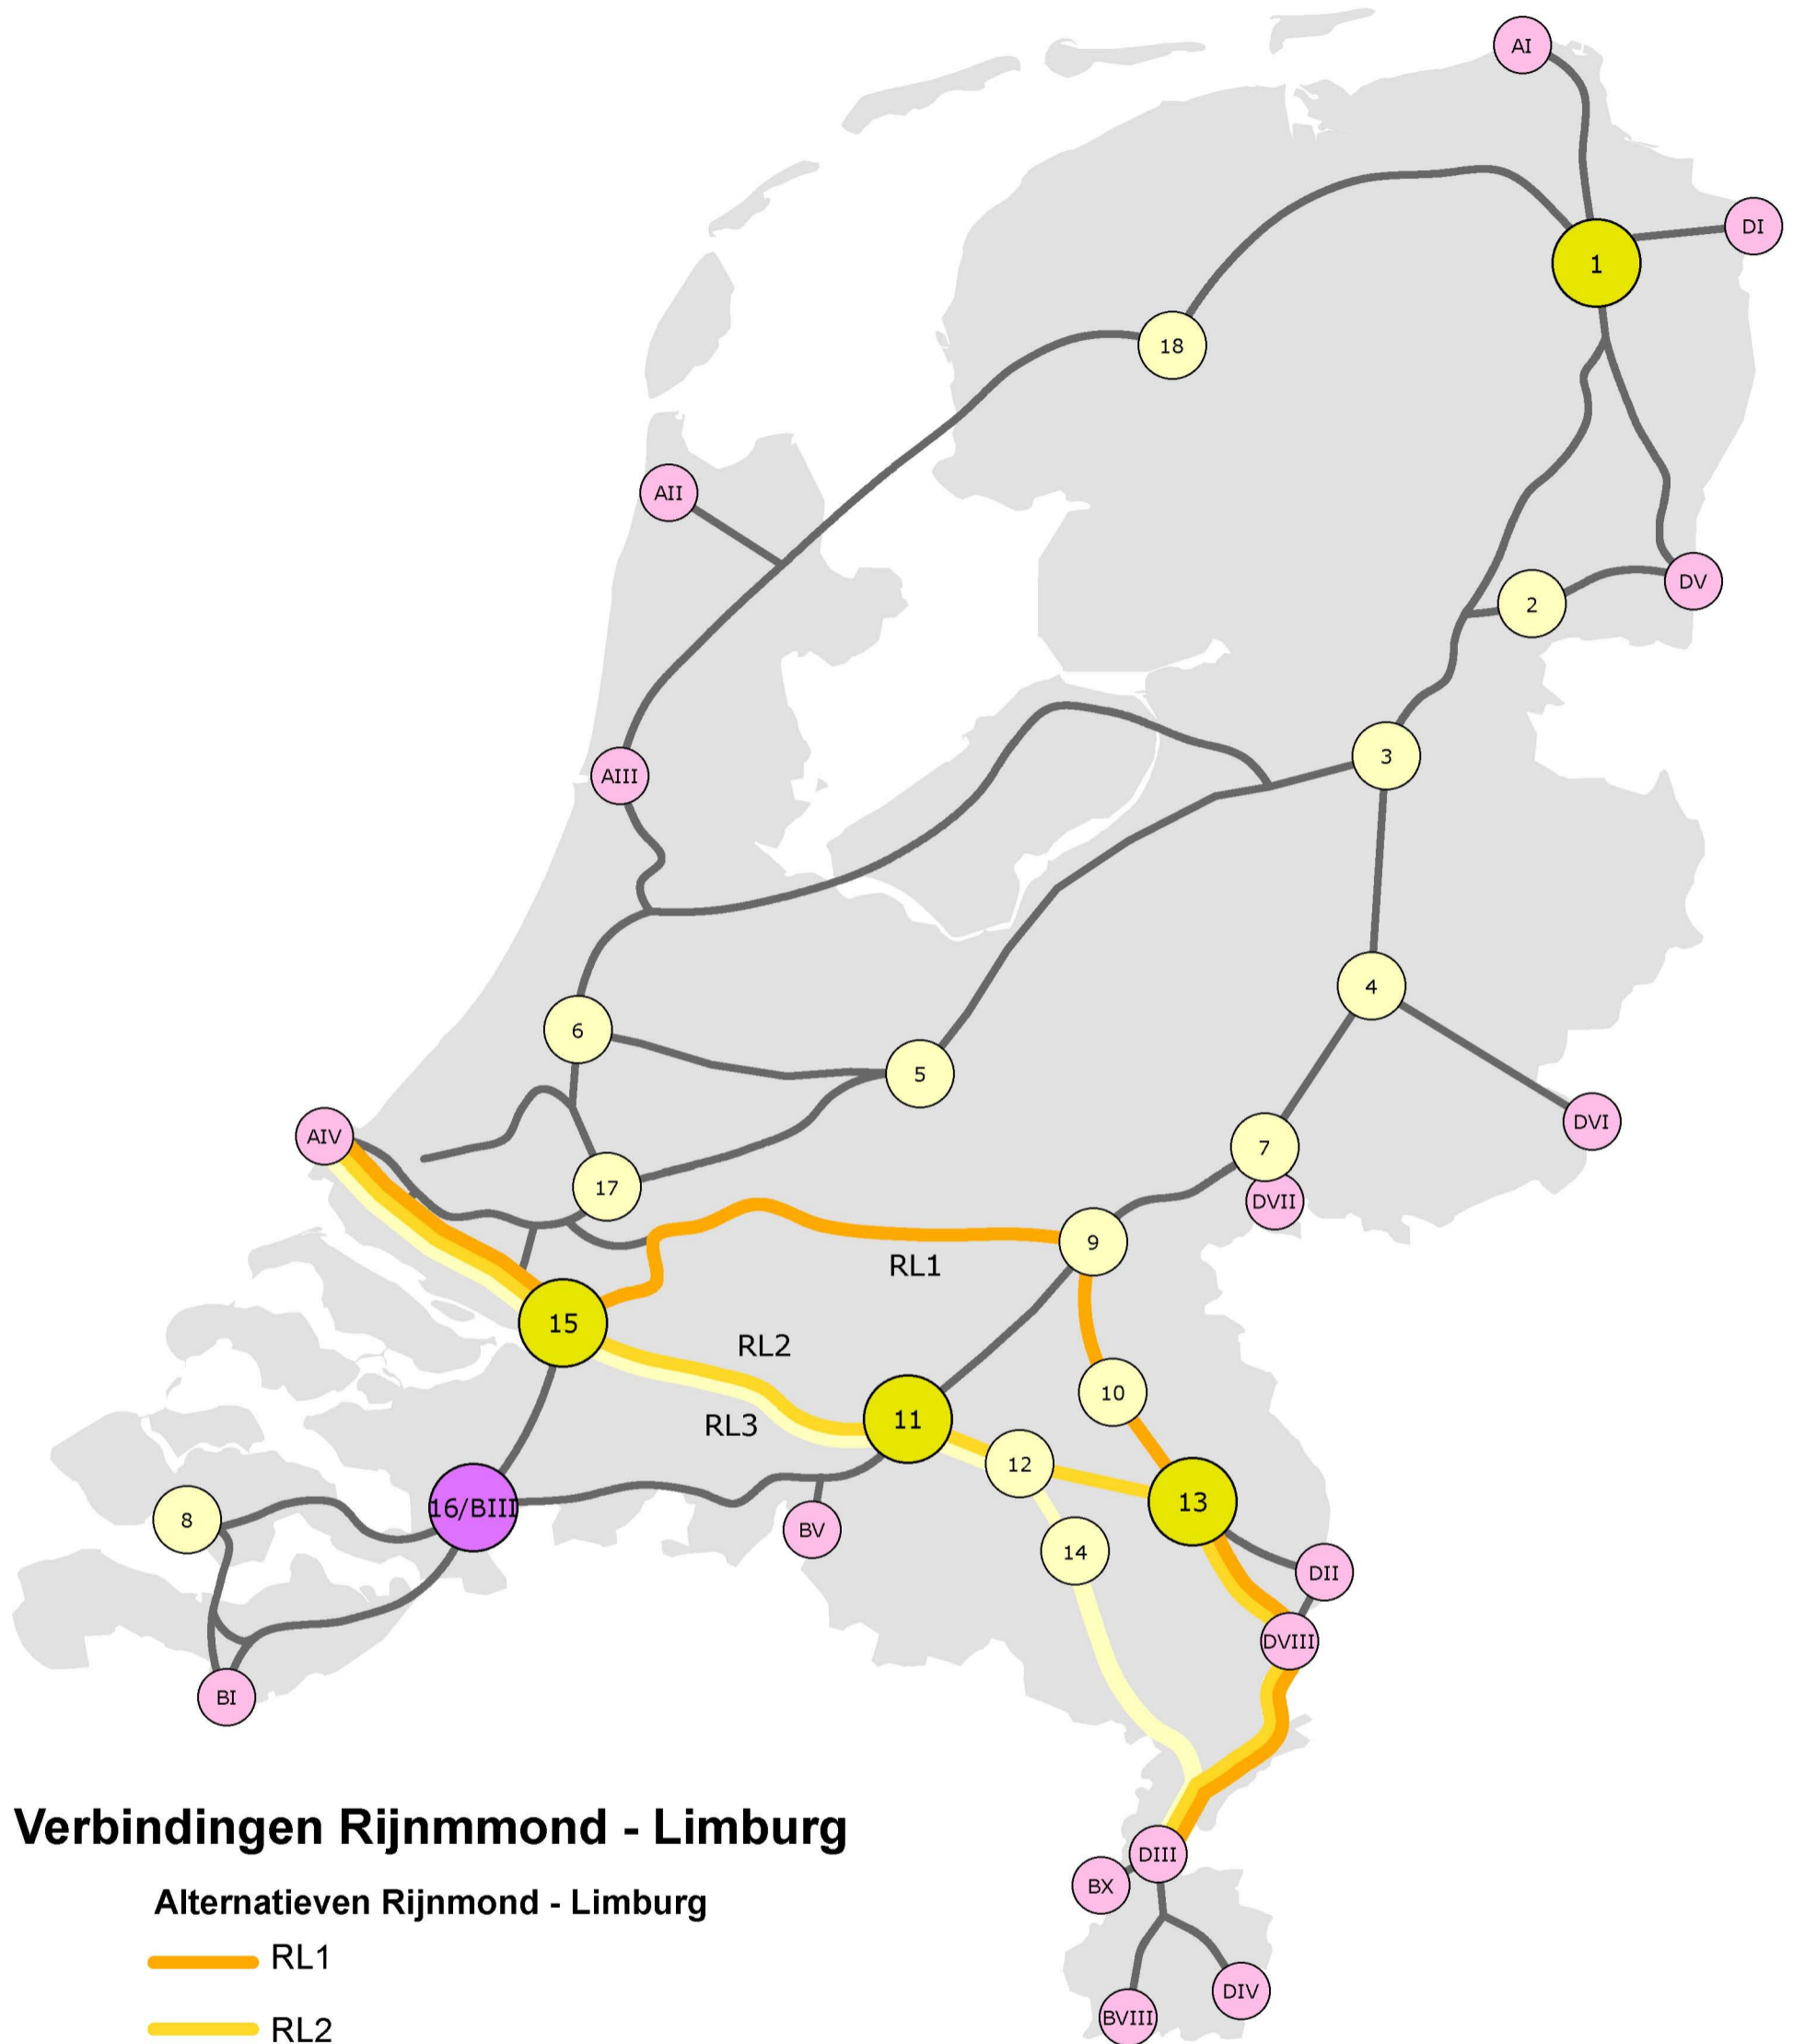 AI
DI
1
18
AII
DV
2
3
AIII
4
6
5
DVI
AIV
7
17
DVII
9
RL1
15
RL2
10
11
RL3
12
13
16/BIII
8
BV
14
DII
DVIII
BI
Verbindingen Rijnmmond - Limburg
DIII
BX
Alternatieven Rijnmond - Limburg
RL1
DIV
BVIII
RL2